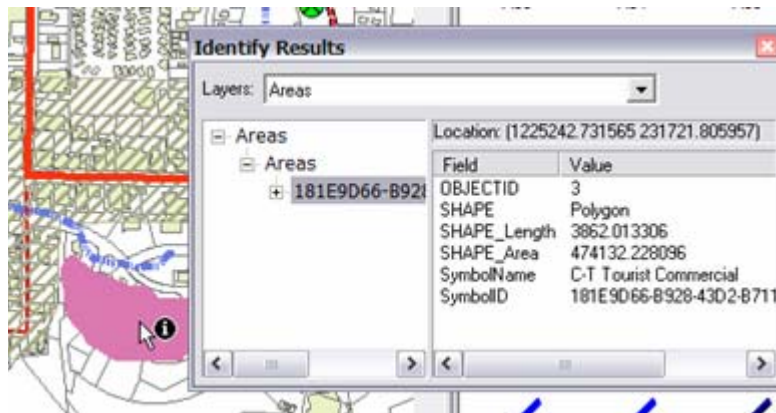 Identify Results
Layers: Areas
Areas
Areas
181E9D66-B928
Location: (1225242.731565 231721.805957)
Field Value
OBJECTID 3
SHAPE Polygon
SHAPE_Length 3862.013306
SHAPE_Area 474132.228096
SymbolName C-T Tourist Commercial
SymbolID 181E9D66-B928-43D2-B711